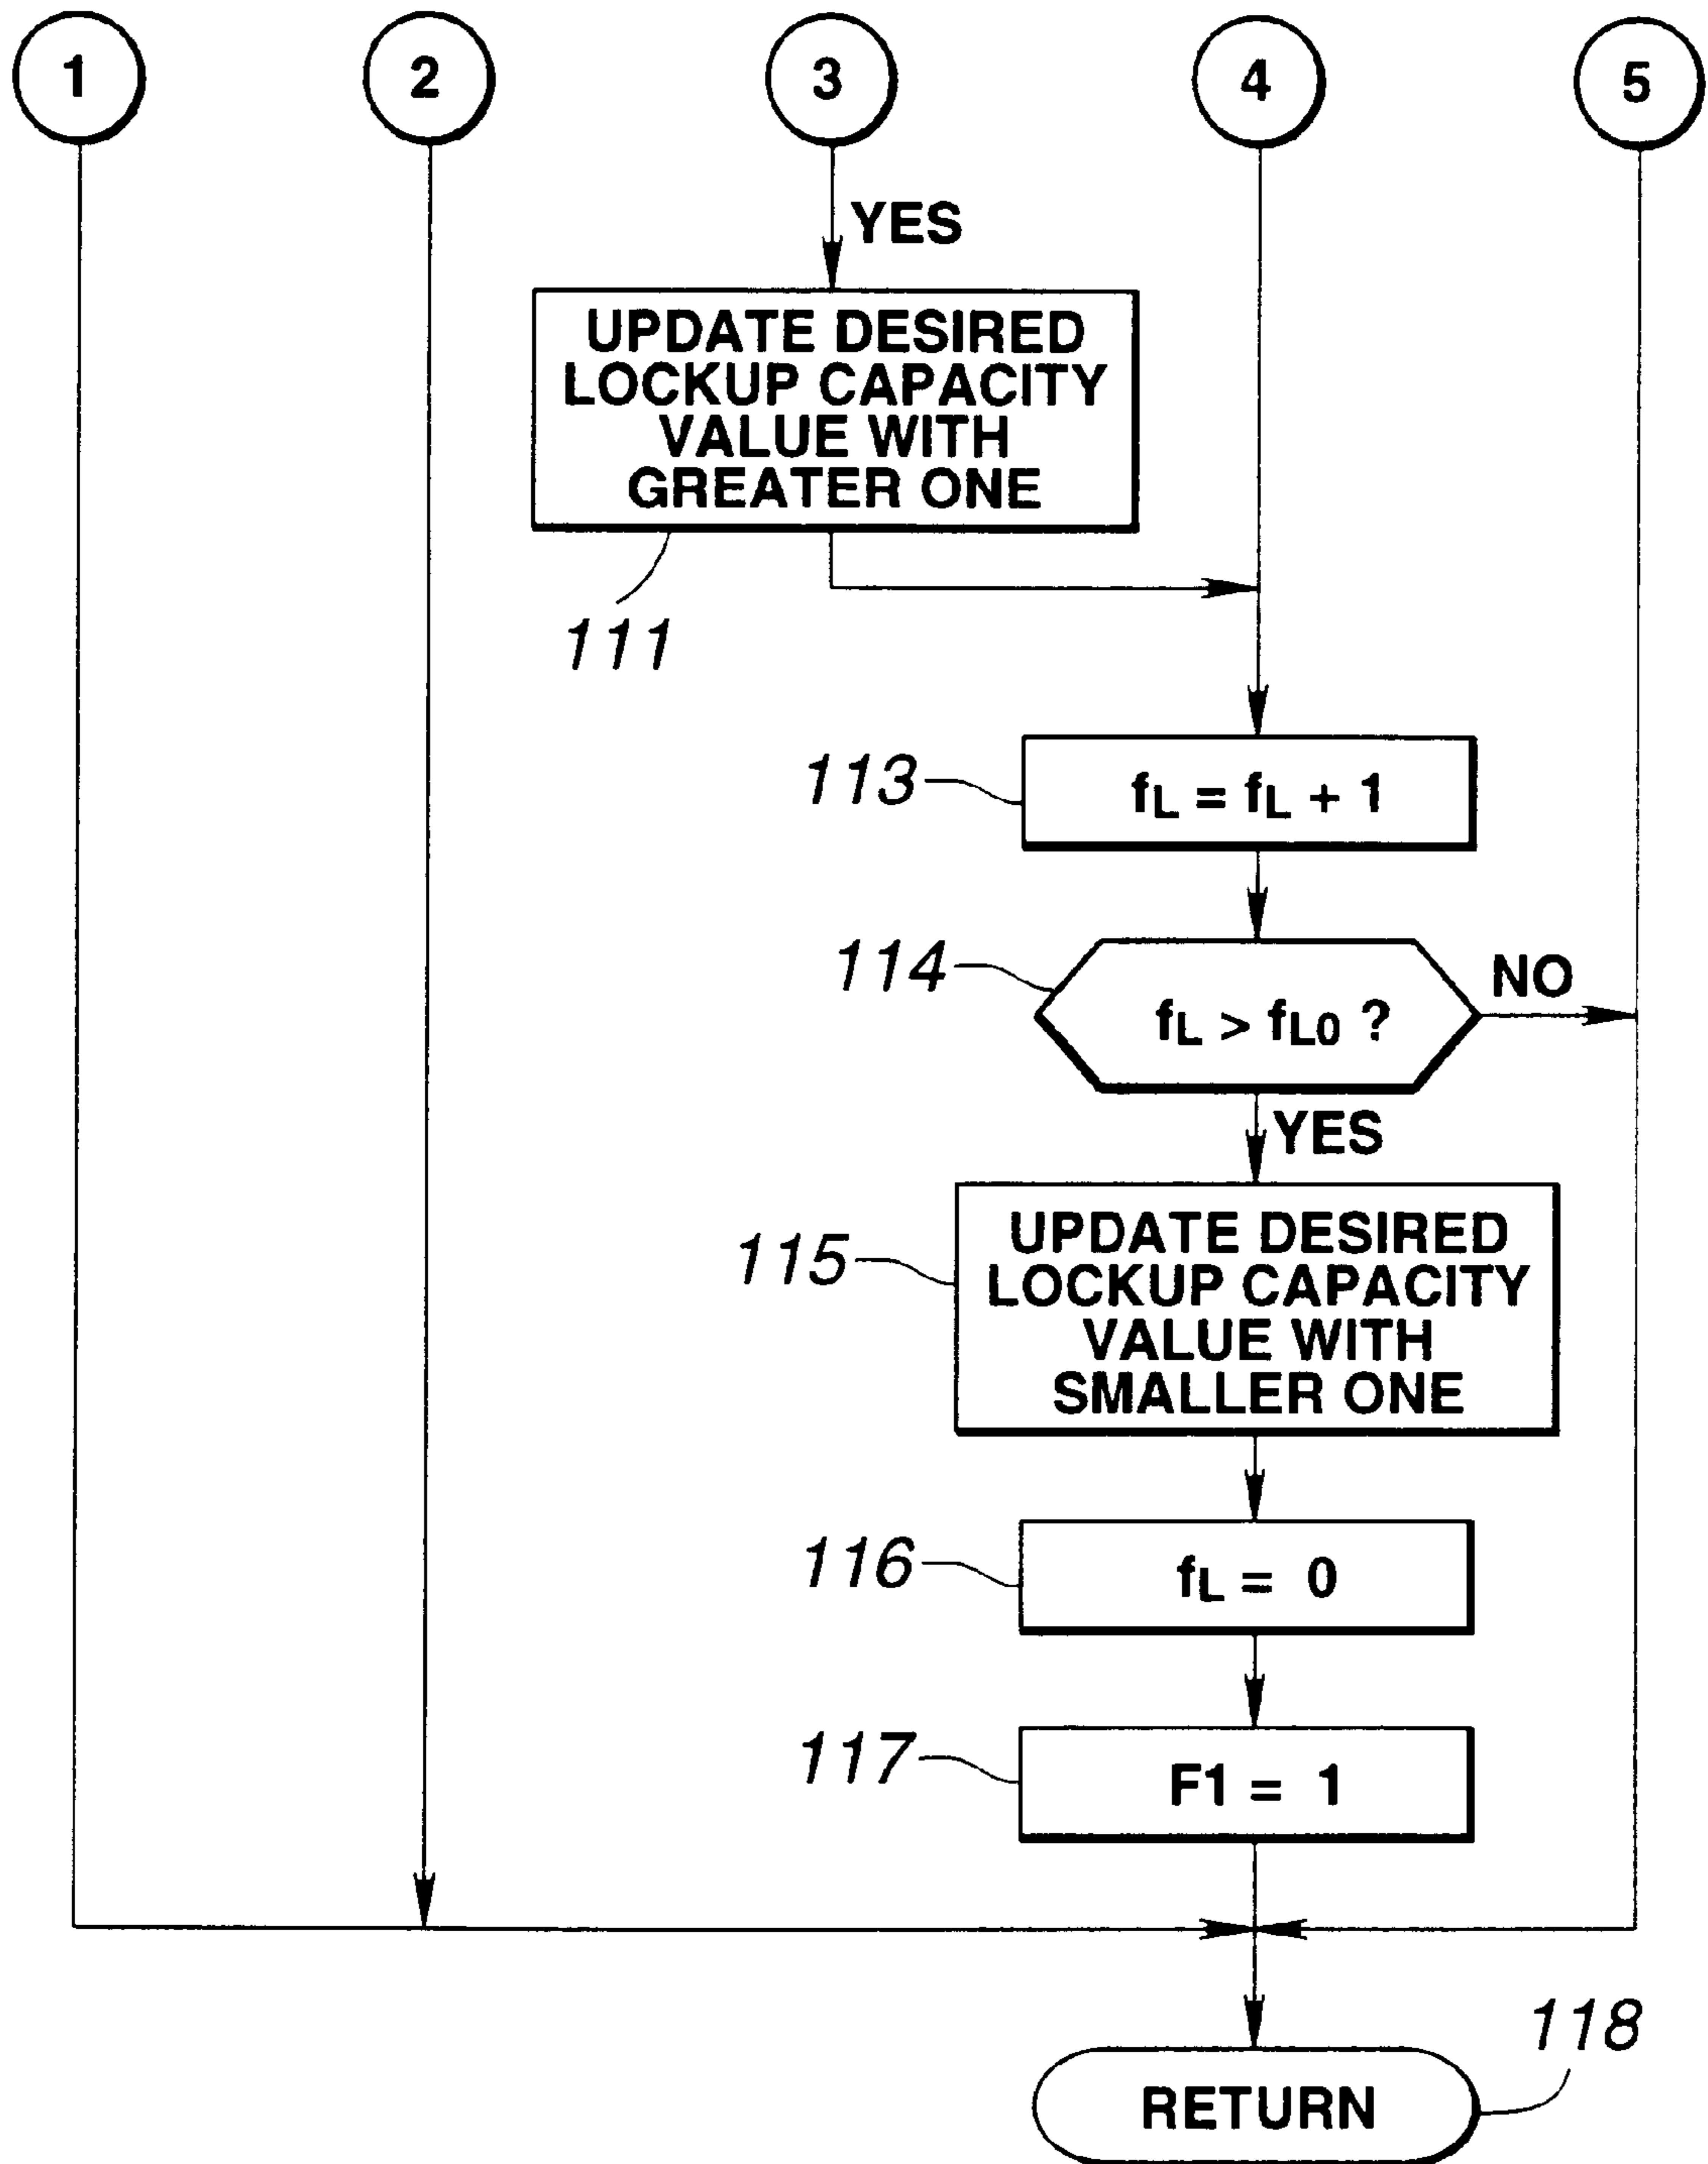 1
2
3
4
5
YES
UPDATE DESIRED
LOCKUP CAPACITY
VALUE WITH
GREATER ONE
111
113
fL = fL + 1
114
fL > fL0 ?
NO
YES
115
UPDATE DESIRED
LOCKUP CAPACITY
VALUE WITH
SMALLER ONE
116
fL = 0
117
F1 = 1
118
RETURN